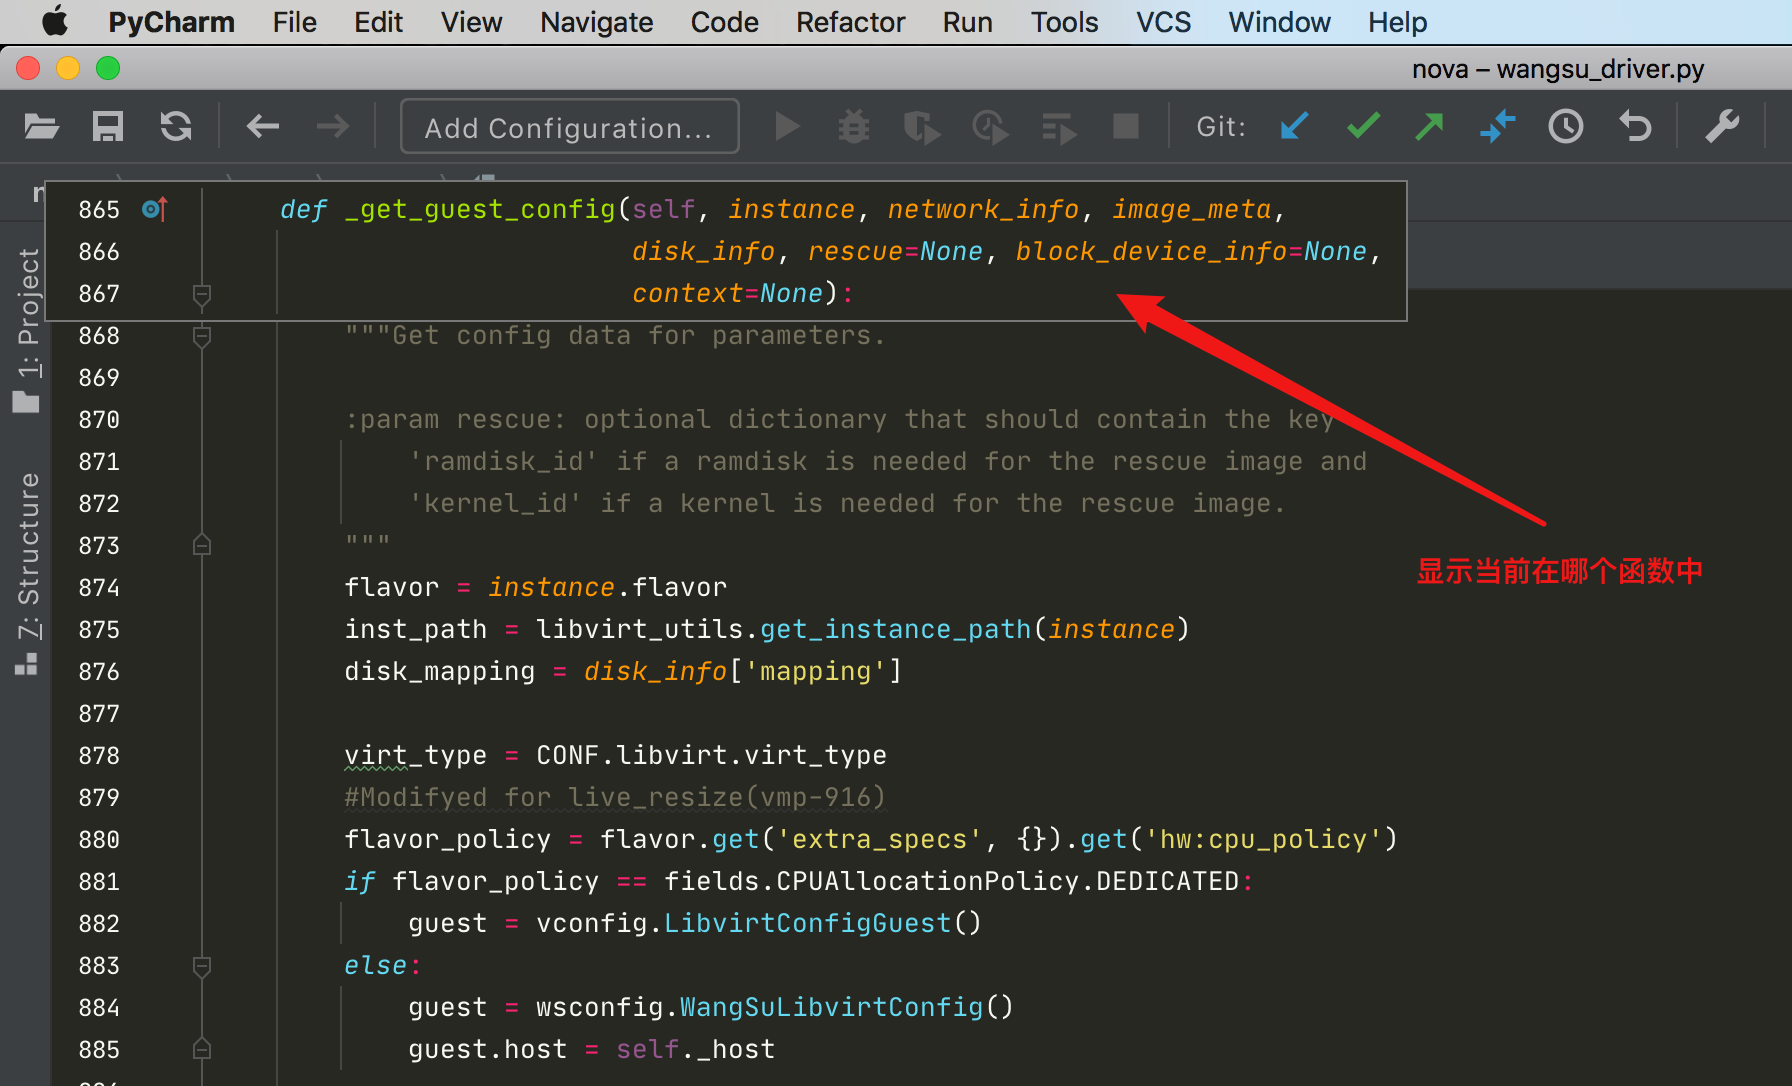 PyCharm File Edit View Navigate Code Refactor Run Tools VCS Window Help
nova – wangsu_driver.py
Add Configuration... Git:
865 def _get_guest_config(self, instance, network_info, image_meta,
866 disk_info, rescue=None, block_device_info=None,
867 context=None):
868 """Get config data for parameters.
869
870 :param rescue: optional dictionary that should contain the key
871 'ramdisk_id' if a ramdisk is needed for the rescue image and
872 'kernel_id' if a kernel is needed for the rescue image.
873 """
874 flavor = instance.flavor
875 inst_path = libvirt_utils.get_instance_path(instance)
876 disk_mapping = disk_info['mapping']
877
878 virt_type = CONF.libvirt.virt_type
879 #Modifyed for live_resize(vmp-916)
880 flavor_policy = flavor.get('extra_specs', {}).get('hw:cpu_policy')
881 if flavor_policy == fields.CPUAllocationPolicy.DEDICATED:
882 guest = vconfig.LibvirtConfigGuest()
883 else:
884 guest = wsconfig.WangSuLibvirtConfig()
885 guest.host = self._host
1: Project
7: Structure
显示当前在哪个函数中